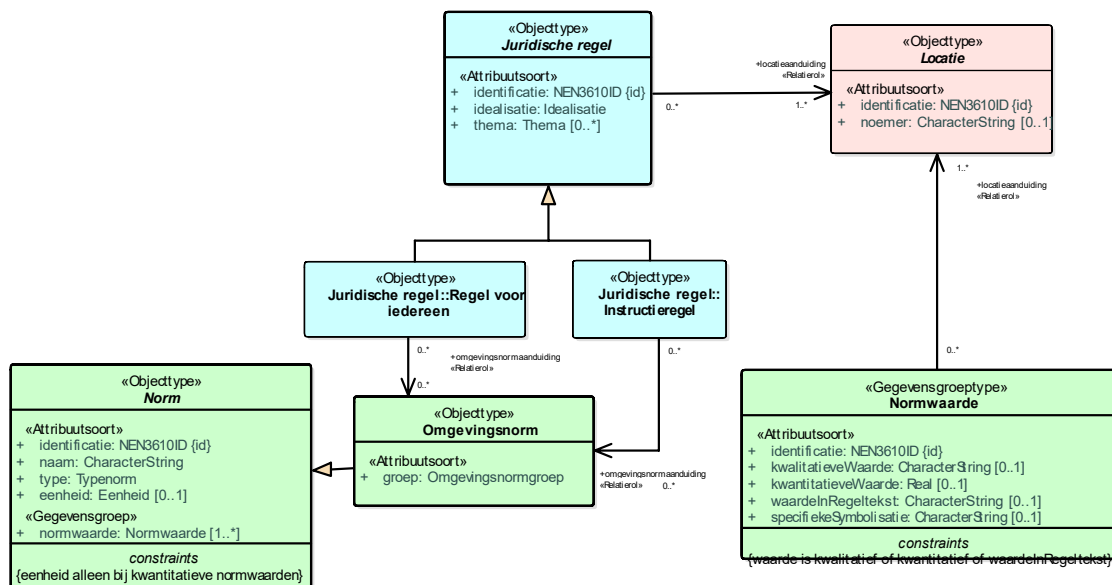 «Objecttype»
Juridische regel
«Attribuutsoort»
+ identificatie: NEN3610ID {id}
+ idealisatie: Idealisatie
+ thema: Thema [0..*]
+locatieaanduiding
«Relatierol»
0..*
1..*
«Objecttype»
Locatie
«Attribuutsoort»
+ identificatie: NEN3610ID {id}
+ noemer: CharacterString [0..1]
1..*
+locatieaanduiding
«Relatierol»
0..*
«Objecttype»
Juridische regel::Regel voor
iedereen
«Objecttype»
Juridische regel::
Instructieregel
0..*
+omgevingsnormaanduiding
«Relatierol»
0..*
0..*
«Objecttype»
Norm
«Attribuutsoort»
+ identificatie: NEN3610ID {id}
+ naam: CharacterString
+ type: Typenorm
+ eenheid: Eenheid [0..1]
«Gegevensgroep»
+ normwaarde: Normwaarde [1..*]
constraints
{eenheid alleen bij kwantitatieve normwaarden}
«Objecttype»
Omgevingsnorm
«Attribuutsoort»
+ groep: Omgevingsnormgroep
+omgevingsnormaanduiding
«Relatierol»
0..*
«Gegevensgroeptype»
Normwaarde
«Attribuutsoort»
+ identificatie: NEN3610ID {id}
+ kwalitatieveWaarde: CharacterString [0..1]
+ kwantitatieveWaarde: Real [0..1]
+ waardeInRegeltekst: CharacterString [0..1]
+ specifiekeSymbolisatie: CharacterString [0..1]
constraints
{waarde is kwalitatief of kwantitatief of waardeInRegeltekst}